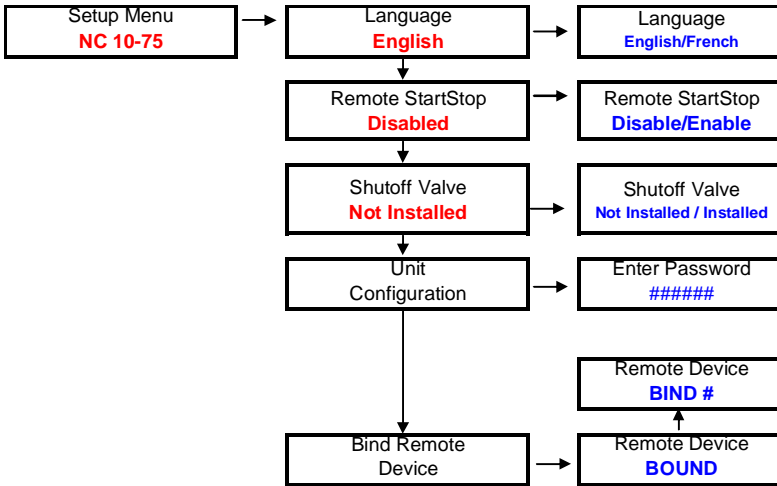 Setup Menu
NC 10-75
Language
English
Language
English/French
Remote StartStop
Disabled
Remote StartStop
Disable/Enable
Shutoff Valve
Not Installed
Shutoff Valve
Not Installed / Installed
Unit
Configuration
Enter Password
######
Remote Device
BIND #
Bind Remote
Device
Remote Device
BOUND